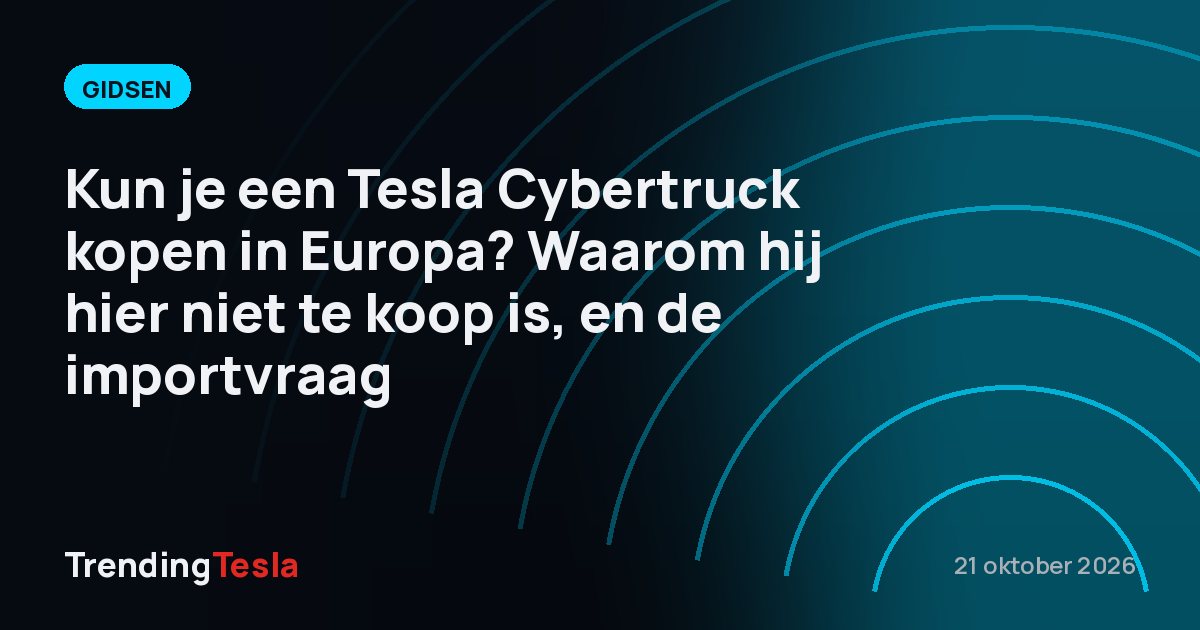 GIDSEN
Kun je een Tesla Cybertruck
kopen in Europa? Waarom hij
hier niet te koop is, en de
importvraag
TrendingTesla
21 oktober 2026